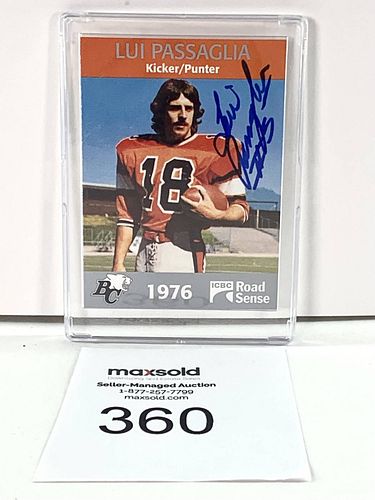 LUI PASSAGLIA
Kicker/Punter
18
BC
1976
ICBC
Road
Sense
maxsold
Seller-Managed Auction
1-877-257-7799
maxsold.com
360